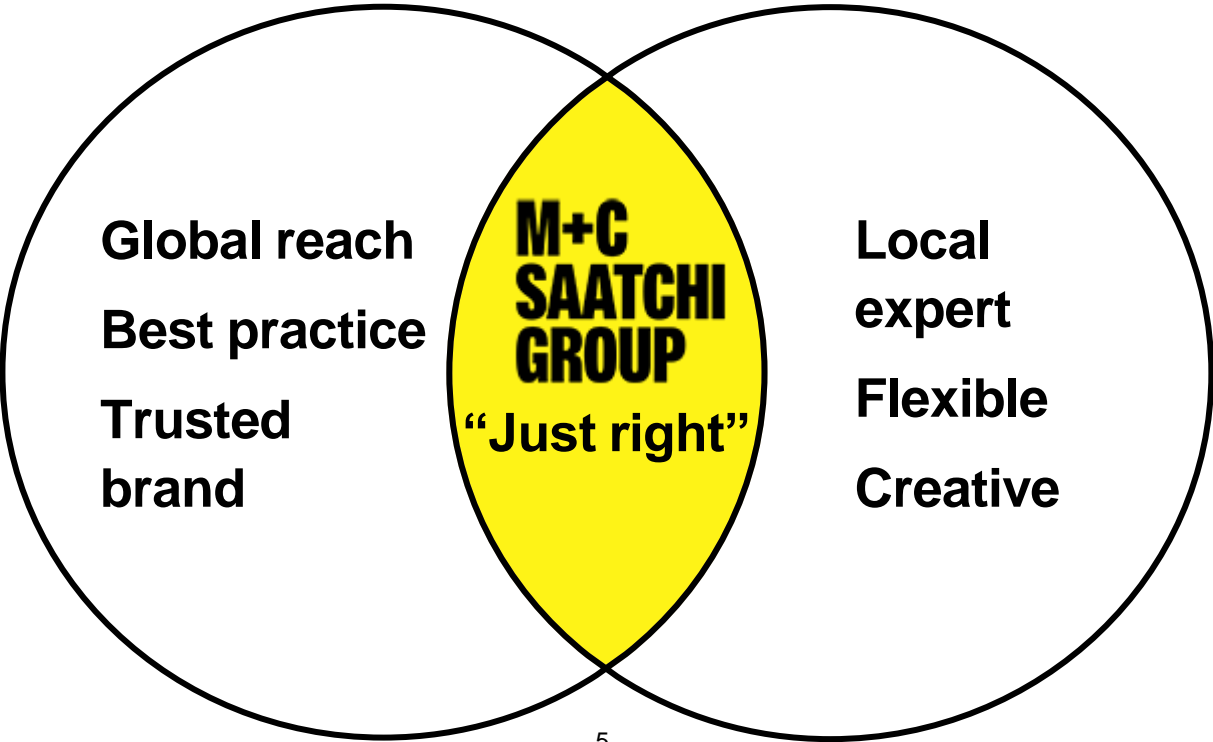 Global reach
Best practice
Trusted
brand
M+C
SAATCHI
GROUP
“Just right”
Local
expert
Flexible
Creative
5